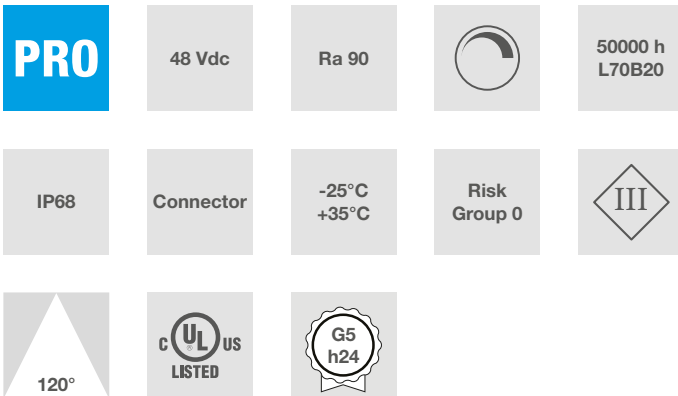 PRO
48 Vdc
Ra 90
50000 h
L70B20
IP68
Connector
-25°C
+35°C
Risk
Group 0
III
120°
C UL US
®
LISTED
G5
h24